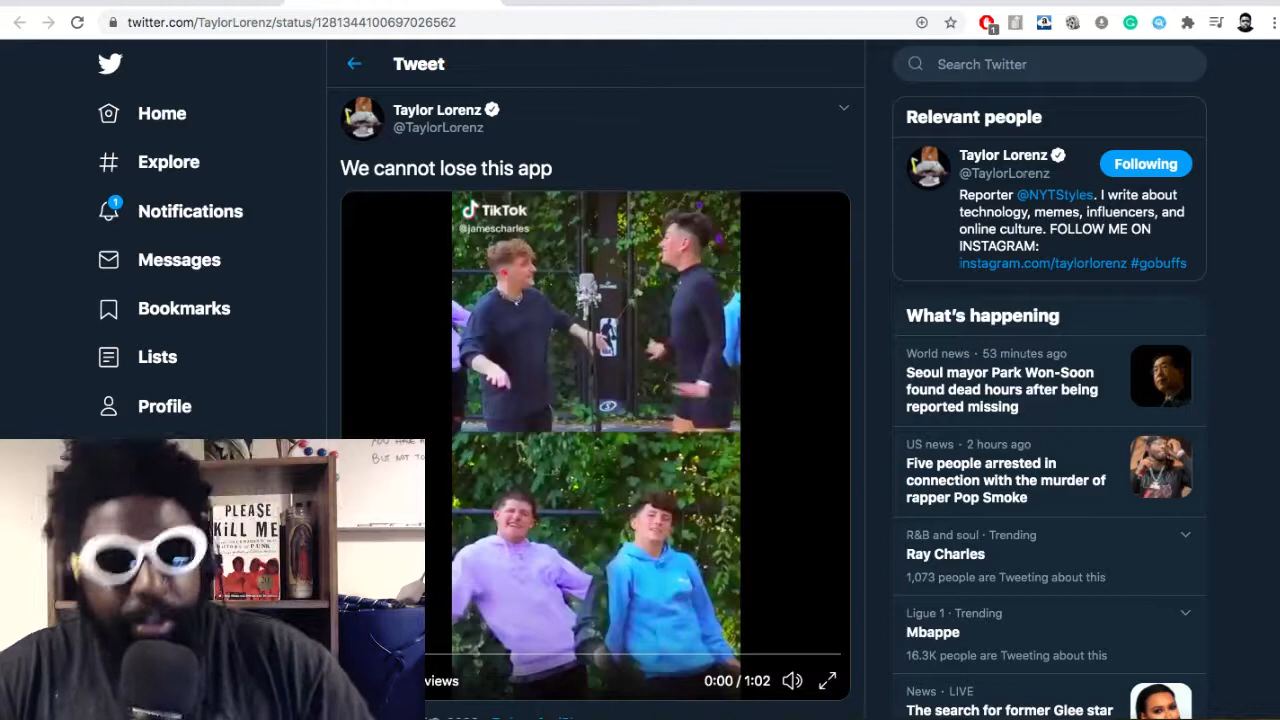 twitter.com/TaylorLorenz/status/1281344100697026562
1
Home
Explore
1
Notifications
Messages
Bookmarks
Lists
Profile
Tweet
Taylor Lorenz
@TaylorLorenz
We cannot lose this app
TikTok
@jamescharles
views
0:00 / 1:02
Search Twitter
Relevant people
Taylor Lorenz
@TaylorLorenz
Following
Reporter @NYTStyles. I write about
technology, memes, influencers, and
online culture. FOLLOW ME ON
INSTAGRAM:
instagram.com/taylorlorenz #gobuffs
What's happening
World news · 53 minutes ago
Seoul mayor Park Won-Soon
found dead hours after being
reported missing
US news · 2 hours ago
Five people arrested in
connection with the murder of
rapper Pop Smoke
R&B and soul · Trending
Ray Charles
1,073 people are Tweeting about this
Ligue 1 · Trending
Mbappe
16.3K people are Tweeting about this
News · LIVE
The search for former Glee star
BUT NOT TO
PLEASE
KILL ME